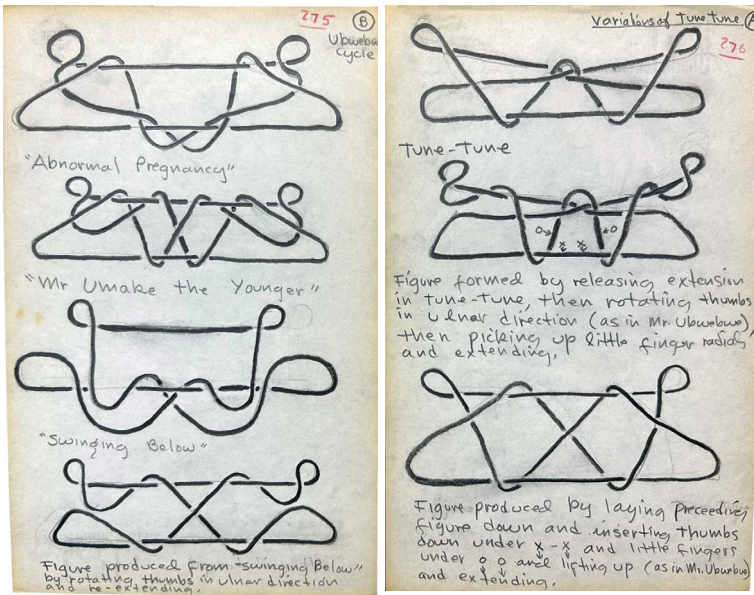 275 B
Ubwebwe
cycle
"Abnormal Pregnancy"
"Mr Umake the Younger"
"Swinging Below"
Figure produced from "swinging Below"
by rotating thumbs in ulnar direction
and re-extending.
Variations of Tune tune
276
Tune-Tune
o o
x x
Figure formed by releasing extension
in tune-tune, then rotating thumbs
in ulnar direction (as in Mr. Ubwebwe),
then picking up little finger radials
and extending.
Figure produced by laying preceeding
figure down and inserting thumbs
down under x-x and little fingers
under o o and lifting up (as in Mr. Ubwebwe)
and extending.